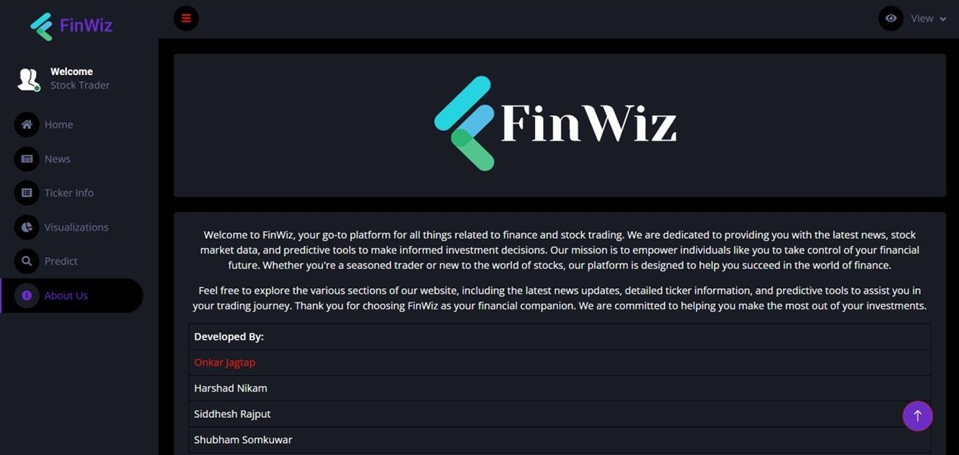 FinWiz
View
Welcome
Stock Trader
Home
News
Ticker Info
Visualizations
Predict
About Us
FinWiz
Welcome to FinWiz, your go-to platform for all things related to finance and stock trading. We are dedicated to providing you with the latest news, stock
market data, and predictive tools to make informed investment decisions. Our mission is to empower individuals like you to take control of your financial
future. Whether you're a seasoned trader or new to the world of stocks, our platform is designed to help you succeed in the world of finance.
Feel free to explore the various sections of our website, including the latest news updates, detailed ticker information, and predictive tools to assist you in
your trading journey. Thank you for choosing FinWiz as your financial companion. We are committed to helping you make the most out of your investments.
Developed By:
Onkar Jagtap
Harshad Nikam
Siddhesh Rajput
Shubham Somkuwar